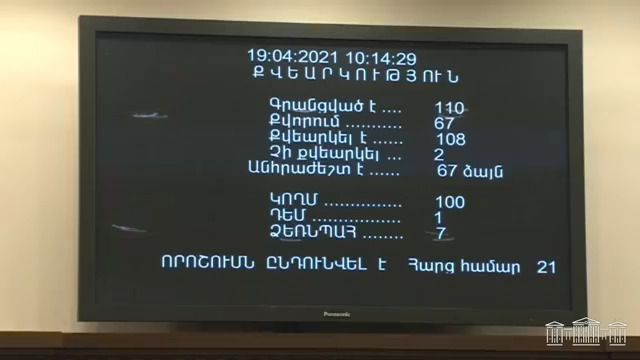 19:04:2021 10:14:29
ՔՎԵԱՐԿՈՒԹՅՈՒՆ
Գրանցված է .... 110
Քվորում ........... 67
Քվեարկել է ...... 108
Չի քվեարկել ... 2
Անհրաժեշտ է ...... 67 ձայն
ԿՈՂՄ ............... 100
ԴԵՄ ................. 1
ՁԵՌՆՊԱՀ ........ 7
ՈՐՈՇՈՒՄՆ ԸՆԴՈՒՆՎԵԼ է Հարց համար 21
Panasonic